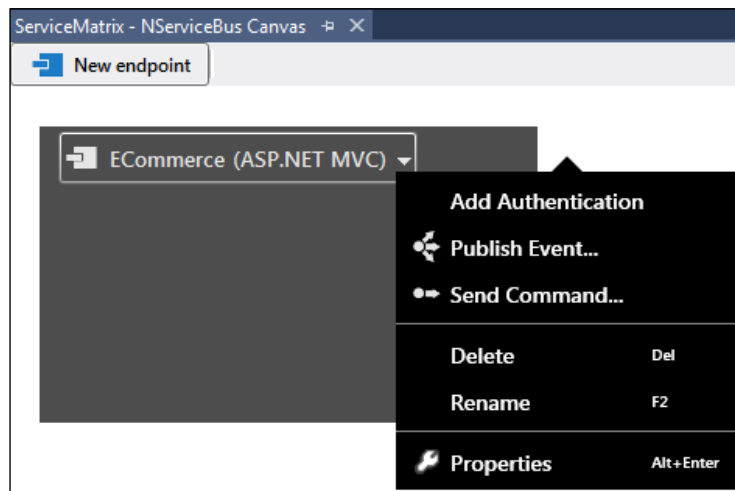 ServiceMatrix - NServiceBus Canvas
New endpoint
ECommerce (ASP.NET MVC)
Add Authentication
Publish Event...
Send Command...
Delete Del
Rename F2
Properties Alt+Enter